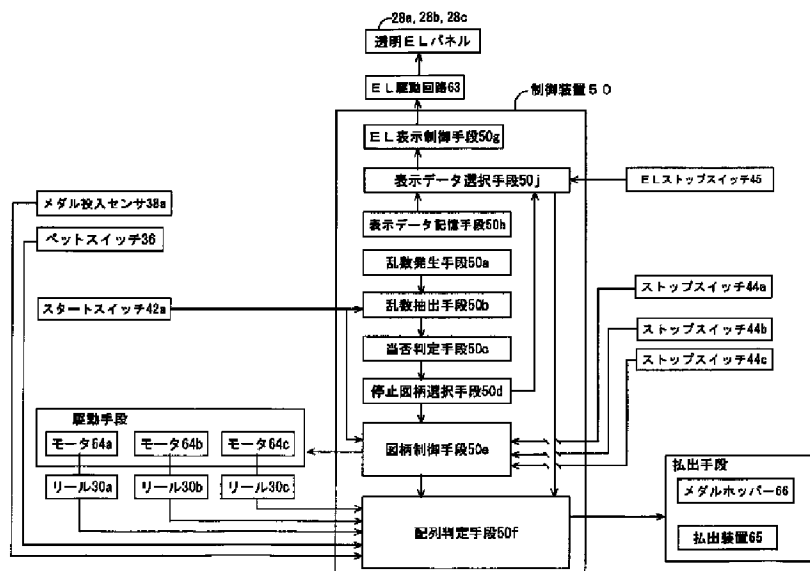 28a, 28b, 28c
透明ELパネル
EL駆動回路63
制御装置50
EL表示制御手段50g
表示データ選択手段50j
ELストップスイッチ45
メダル投入センサ38a
表示データ記憶手段50h
ベットスイッチ36
乱数発生手段50a
スタートスイッチ42a
乱数抽出手段50b
ストップスイッチ44a
ストップスイッチ44b
当否判定手段50c
ストップスイッチ44c
停止図柄選択手段50d
駆動手段
モータ64a
モータ64b
モータ64c
図柄制御手段50e
払出手段
リール30a
リール30b
リール30c
メダルホッパー66
配列判定手段50f
払出装置65